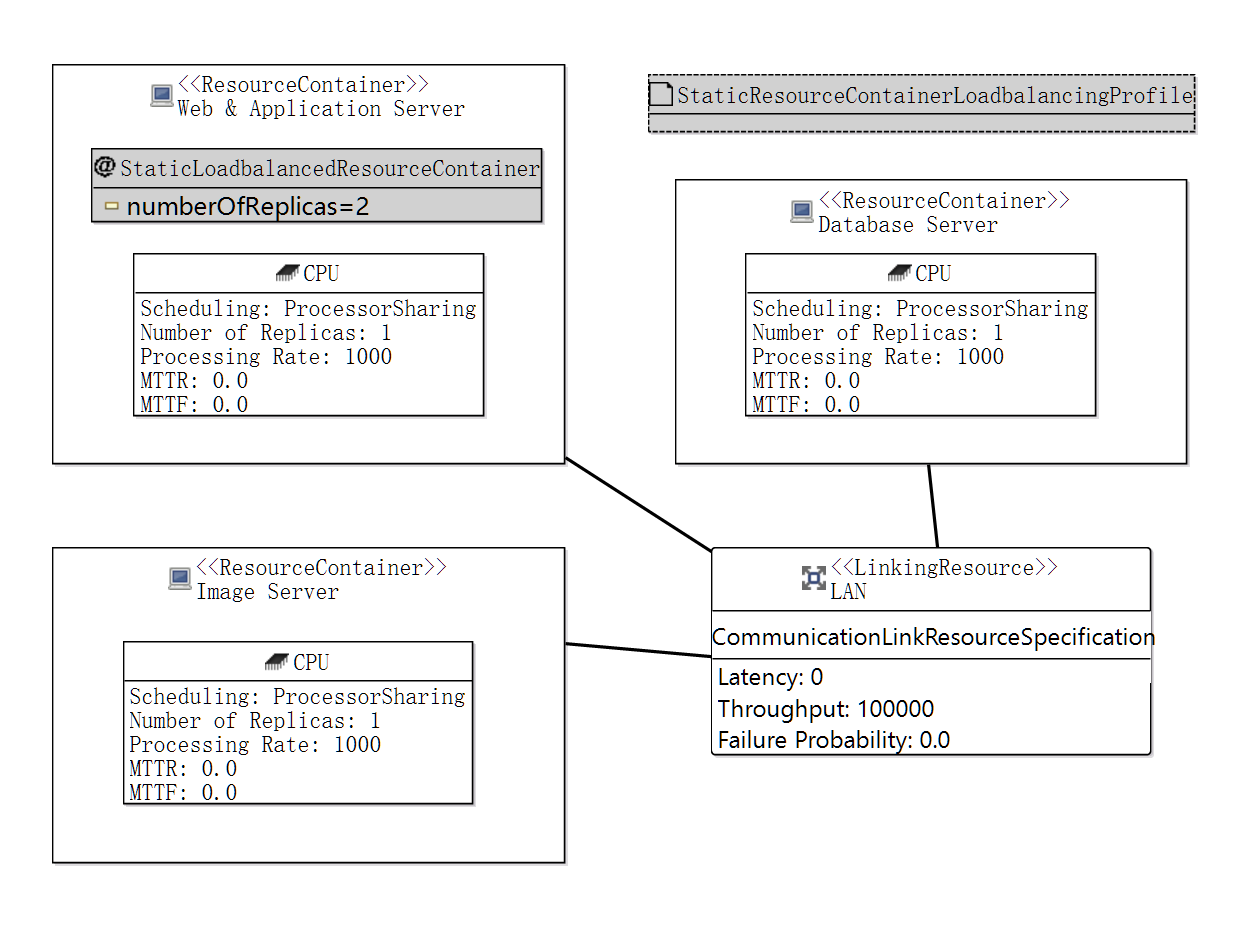 <<ResourceContainer>>
Web & Application Server
@StaticLoadbalancedResourceContainer
numberOfReplicas=2
CPU
Scheduling: ProcessorSharing
Number of Replicas: 1
Processing Rate: 1000
MTTR: 0.0
MTTF: 0.0
StaticResourceContainerLoadbalancingProfile
<<ResourceContainer>>
Database Server
CPU
Scheduling: ProcessorSharing
Number of Replicas: 1
Processing Rate: 1000
MTTR: 0.0
MTTF: 0.0
<<ResourceContainer>>
Image Server
CPU
Scheduling: ProcessorSharing
Number of Replicas: 1
Processing Rate: 1000
MTTR: 0.0
MTTF: 0.0
<<LinkingResource>>
LAN
CommunicationLinkResourceSpecification
Latency: 0
Throughput: 100000
Failure Probability: 0.0